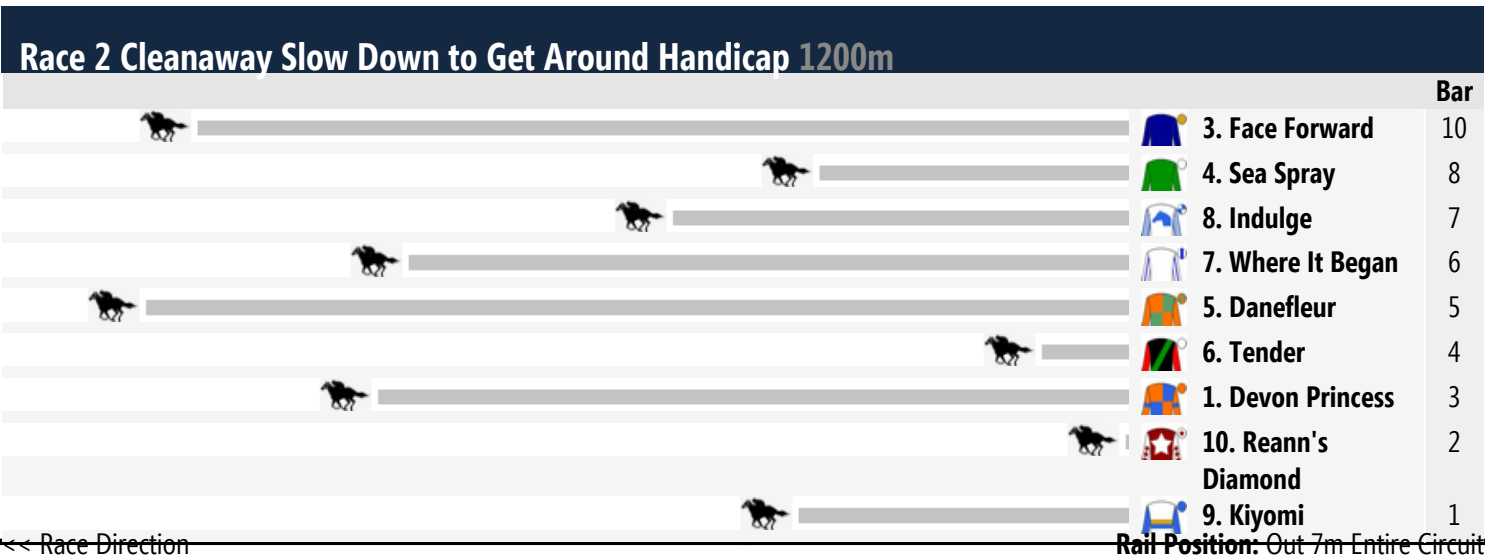 Race 2 Cleanaway Slow Down to Get Around Handicap 1200m
Bar
3. Face Forward 10
4. Sea Spray 8
8. Indulge 7
7. Where It Began 6
5. Danefleur 5
6. Tender 4
1. Devon Princess 3
10. Reann's 2
Diamond
9. Kiyomi 1
<<< Race Direction Rail Position: Out 7m Entire Circuit